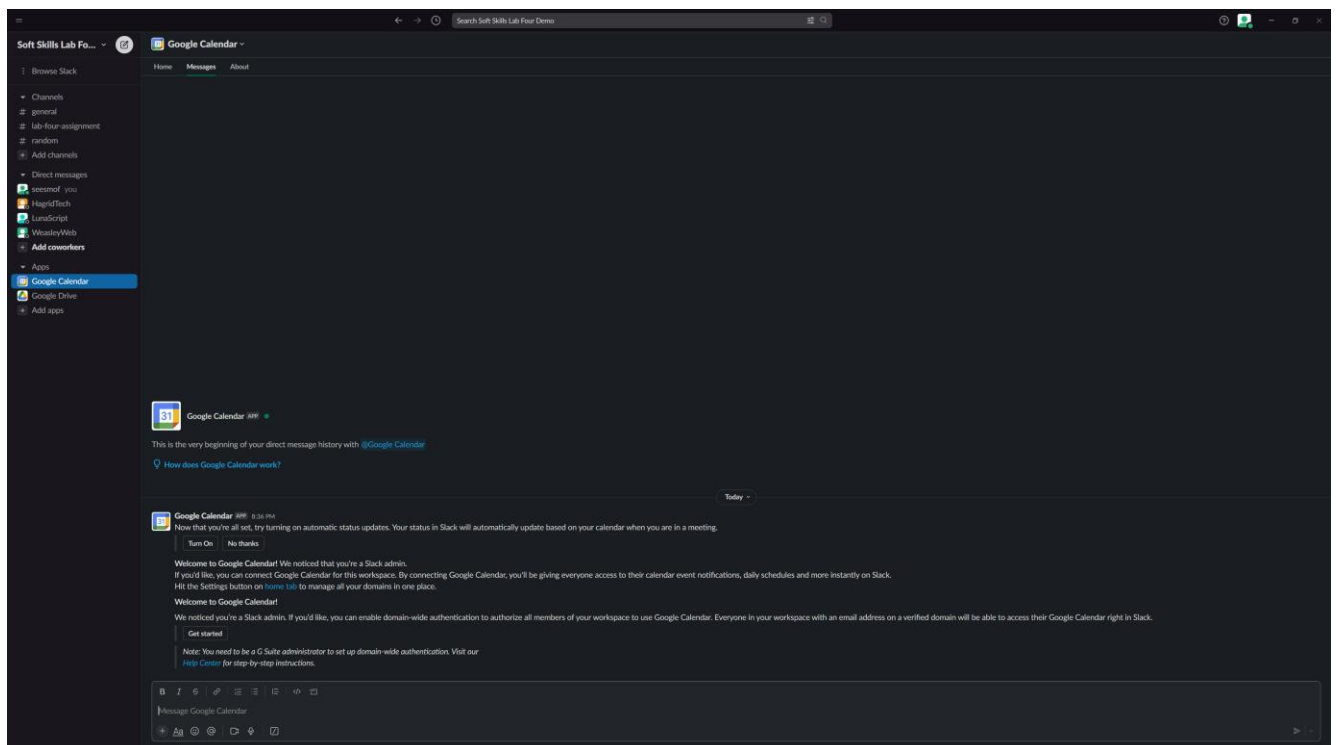 Search Soft Skills Lab Four Demo
Soft Skills Lab Fo...
Browse Slack
Channels
# general
# lab-four-assignment
# random
+ Add channels
Direct messages
seesmof you
HagridTech
LunaScript
WeasleyWeb
+ Add coworkers
Apps
Google Calendar
Google Drive
+ Add apps
Google Calendar
Home Messages About
31
Google Calendar APP
This is the very beginning of your direct message history with @Google Calendar
How does Google Calendar work?
Today
31
Google Calendar APP 8:36 PM
Now that you're all set, try turning on automatic status updates. Your status in Slack will automatically update based on your calendar when you are in a meeting.
Turn On No thanks
Welcome to Google Calendar! We noticed that you're a Slack admin.
If you'd like, you can connect Google Calendar for this workspace. By connecting Google Calendar, you'll be giving everyone access to their calendar event notifications, daily schedules and more instantly on Slack.
Hit the Settings button on home tab to manage all your domains in one place.
Welcome to Google Calendar!
We noticed you're a Slack admin. If you'd like, you can enable domain-wide authentication to authorize all members of your workspace to use Google Calendar. Everyone in your workspace with an email address on a verified domain will be able to access their Google Calendar right in Slack.
Get started
Note: You need to be a G Suite administrator to set up domain-wide authentication. Visit our
Help Center for step-by-step instructions.
B I S
Message Google Calendar
+ Aa @